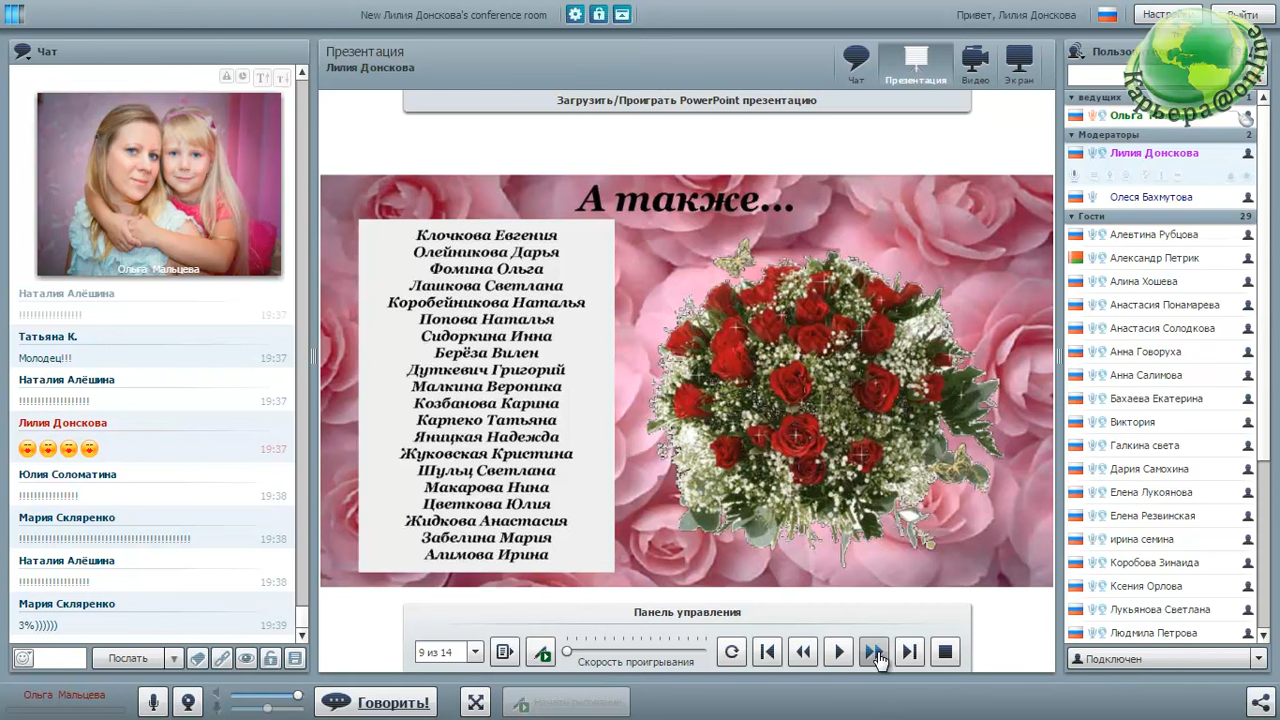 New Лилия Донскова's conference room
Привет, Лилия Донскова
Настройки
Выйти
Карьера@online
Чат
Ольга Мальцева
Наталия Алёшина
!!!!!!!!!!!!!!!!! 19:37
Татьяна К.
Молодец!!! 19:37
Наталия Алёшина
!!!!!!!!!!!!!!!!!!! 19:37
Лилия Донскова
19:37
Юлия Соломатина
!!!!!!!!!!!!!!!! 19:38
Мария Скляренко
!!!!!!!!!!!!!!!!!!!!!!!!!!!!!!!!!!!!!!!!!!!!!! 19:38
Наталия Алёшина
!!!!!!!!!!!!!!!!!!! 19:38
Мария Скляренко
3%)))))) 19:39
Послать
Презентация
Лилия Донскова
Чат
Презентация
Видео
Экран
Загрузить/Проиграть PowerPoint презентацию
А также...
Клочкова Евгения
Олейникова Дарья
Фомина Ольга
Лашкова Светлана
Коробейникова Наталья
Попова Наталья
Сидоркина Инна
Берёза Вилен
Дуткевич Григорий
Малкина Вероника
Козбанова Карина
Карпеко Татьяна
Яницкая Надежда
Жуковская Кристина
Шульц Светлана
Макарова Нина
Цветкова Юлия
Жидкова Анастасия
Забелина Мария
Алимова Ирина
Панель управления
9 из 14
Скорость проигрывания
ведущих 1
Ольга
Модераторы 2
Лилия Донскова
Олеся Бахмутова
Гости 29
Алевтина Рубцова
Александр Петрик
Алина Хошева
Анастасия Понамарева
Анастасия Солодкова
Анна Говоруха
Анна Салимова
Бахаева Екатерина
Виктория
Галкина света
Дария Самохина
Елена Лукоянова
Елена Резвинская
ирина семина
Коробова Зинаида
Ксения Орлова
Лукьянова Светлана
Людмила Петрова
Подключен
Ольга Мальцева
Говорить!
Начать рисование